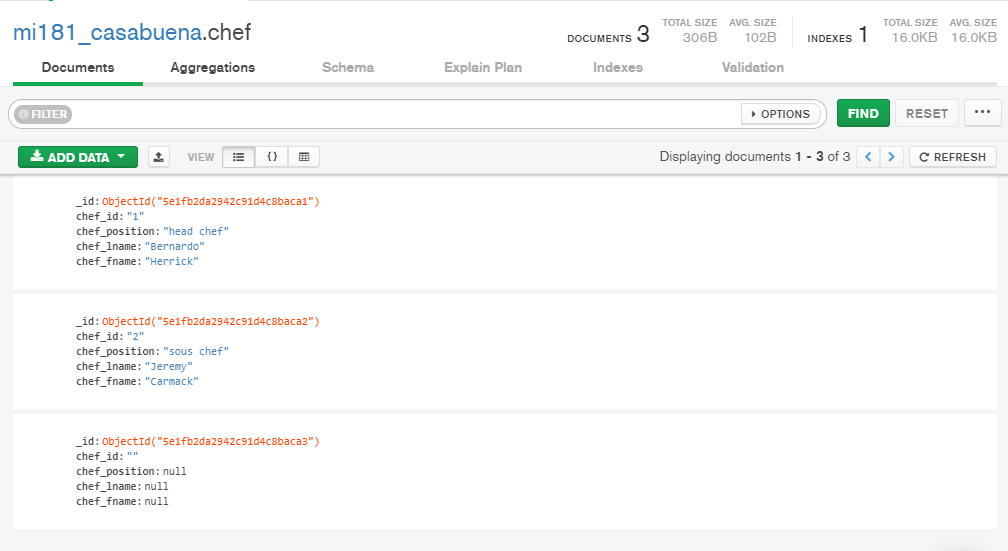 mi181_casabuena.chef
DOCUMENTS 3 TOTAL SIZE 306B AVG. SIZE 102B INDEXES 1 TOTAL SIZE 16.0KB AVG. SIZE 16.0KB
Documents Aggregations Schema Explain Plan Indexes Validation
FILTER OPTIONS FIND RESET ...
ADD DATA VIEW { } Displaying documents 1 - 3 of 3 < > REFRESH
_id: ObjectId("5e1fb2da2942c91d4c8baca1")
chef_id: "1"
chef_position: "head chef"
chef_lname: "Bernardo"
chef_fname: "Herrick"
_id: ObjectId("5e1fb2da2942c91d4c8baca2")
chef_id: "2"
chef_position: "sous chef"
chef_lname: "Jeremy"
chef_fname: "Carmack"
_id: ObjectId("5e1fb2da2942c91d4c8baca3")
chef_id: ""
chef_position: null
chef_lname: null
chef_fname: null